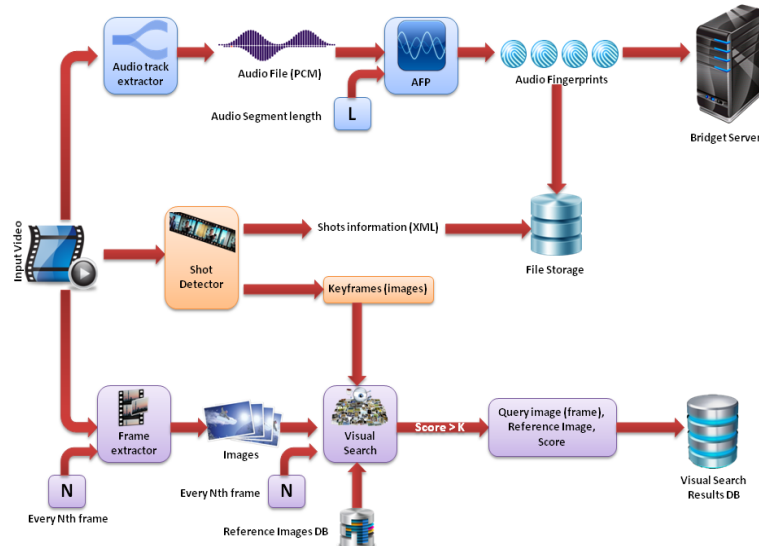 Audio track
extractor
Audio File (PCM)
AFP
Audio Fingerprints
Audio Segment length
L
Bridget Server
Input Video
Shot
Detector
Shots information (XML)
File Storage
Keyframes (images)
Frame
extractor
Images
Visual
Search
Score > K
Query image (frame),
Reference Image,
Score
Visual Search
Results DB
N
Every Nth frame
Every Nth frame
N
Reference Images DB